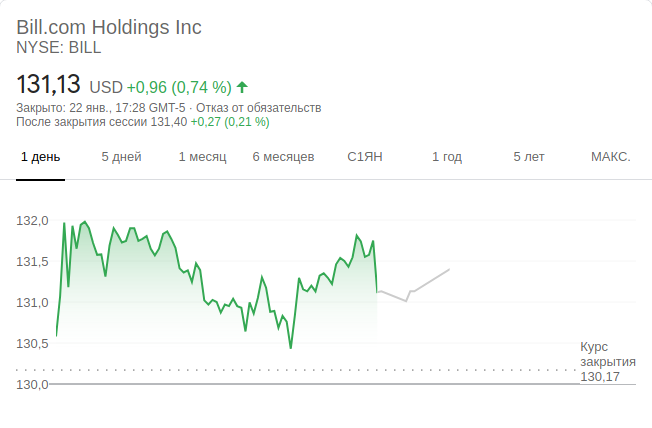 Bill.com Holdings Inc
NYSE: BILL
131,13 USD +0,96 (0,74 %)
Закрыто: 22 янв., 17:28 GMT-5 · Отказ от обязательств
После закрытия сессии 131,40 +0,27 (0,21 %)
1 день 5 дней 1 месяц 6 месяцев С1ЯН 1 год 5 лет МАКС.
132,0
131,5
131,0
130,5
Курс
закрытия
130,17
130,0